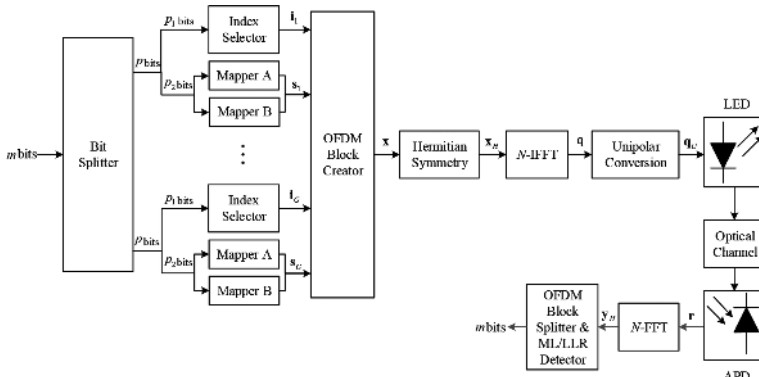 p1 bits
Index
Selector
i1
p bits
p2 bits
Mapper A
Mapper B
s1
m bits
Bit
Splitter
OFDM
Block
Creator
x
Hermitian
Symmetry
xH
N-IFFT
q
Unipolar
Conversion
qU
LED
p1 bits
Index
Selector
iG
p bits
p2 bits
Mapper A
Mapper B
sG
Optical
Channel
m bits
OFDM
Block
Splitter &
ML/LLR
Detector
yH
N-FFT
r
APD